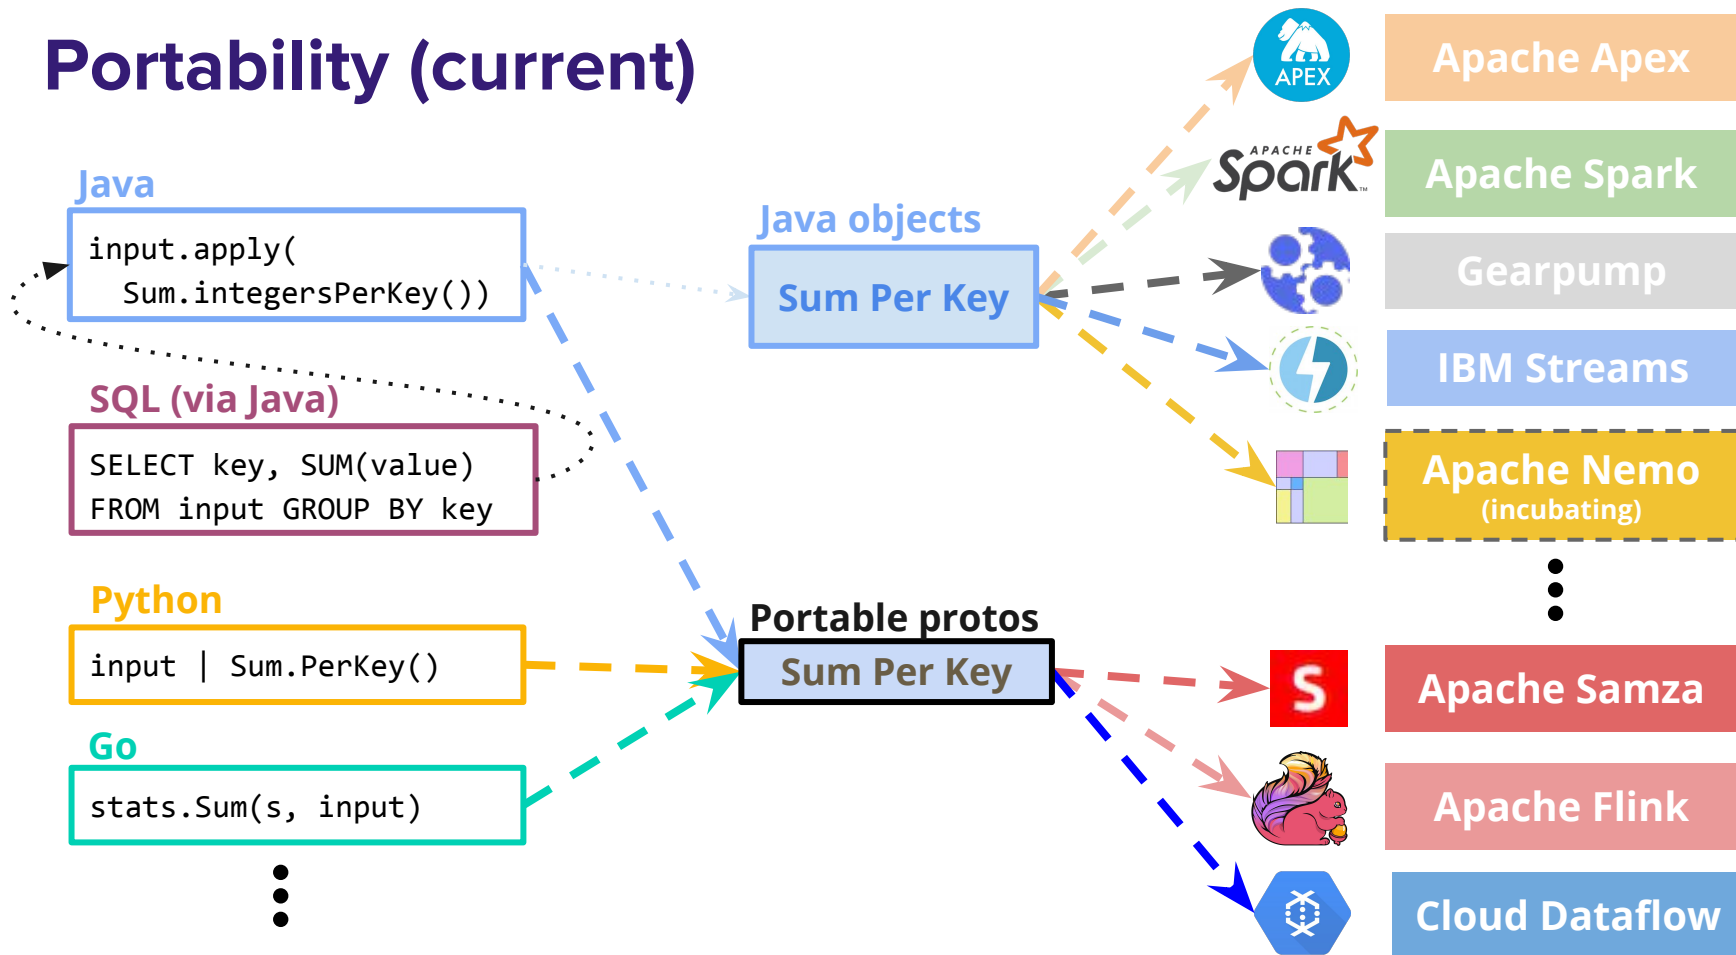 Portability (current)
Java
input.apply(
Sum.integersPerKey())
SQL (via Java)
SELECT key, SUM(value)
FROM input GROUP BY key
Python
input | Sum.PerKey()
Go
stats.Sum(s, input)
Java objects
Sum Per Key
Portable protos
Sum Per Key
APEX
Apache Apex
APACHE
Spark™
Apache Spark
Gearpump
IBM Streams
Apache Nemo
(incubating)
S
Apache Samza
Apache Flink
Cloud Dataflow